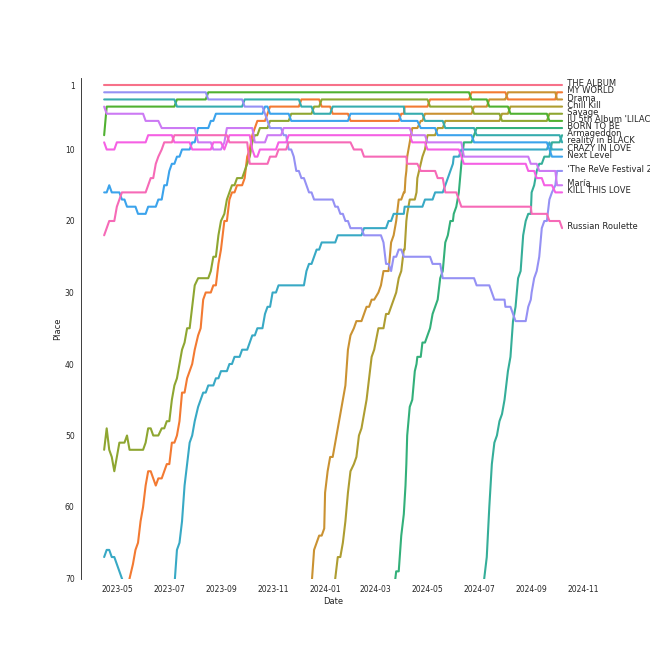 THE ALBUM
1
MY WORLD
Drama
Chill Kill
Savage
IU 5th Album 'LILAC
BORN TO BE
Armageddon
reality in BLACK
10
CRAZY IN LOVE
Next Level
'The ReVe Festival 2
Maria
KILL THIS LOVE
20
Russian Roulette
30
Place
40
50
60
70
2023-05
2023-07
2023-09
2023-11
2024-01
2024-03
2024-05
2024-07
2024-09
2024-11
Date